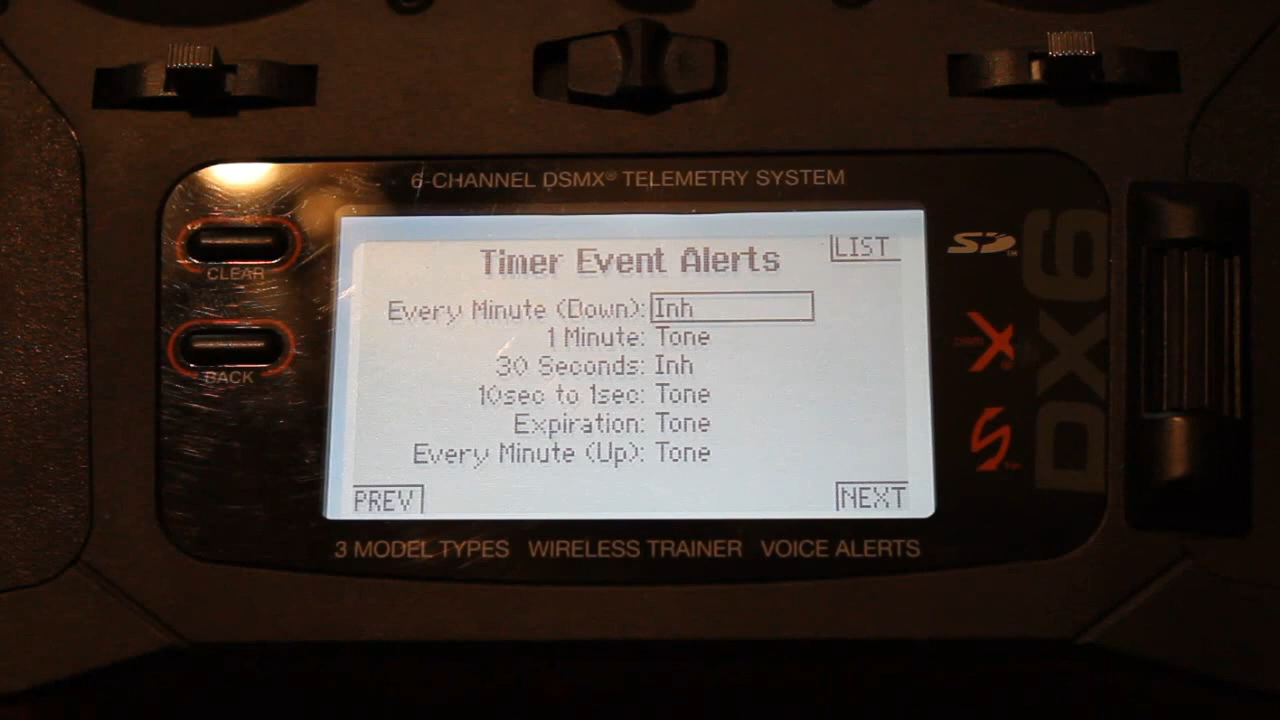 6-CHANNEL DSMX® TELEMETRY SYSTEM
CLEAR
BACK
LIST
Timer Event Alerts
Every Minute (Down): Inh
1 Minute: Tone
30 Seconds: Inh
10sec to 1sec: Tone
Expiration: Tone
Every Minute (Up): Tone
PREV
NEXT
SD
X
DX6
3 MODEL TYPES WIRELESS TRAINER VOICE ALERTS